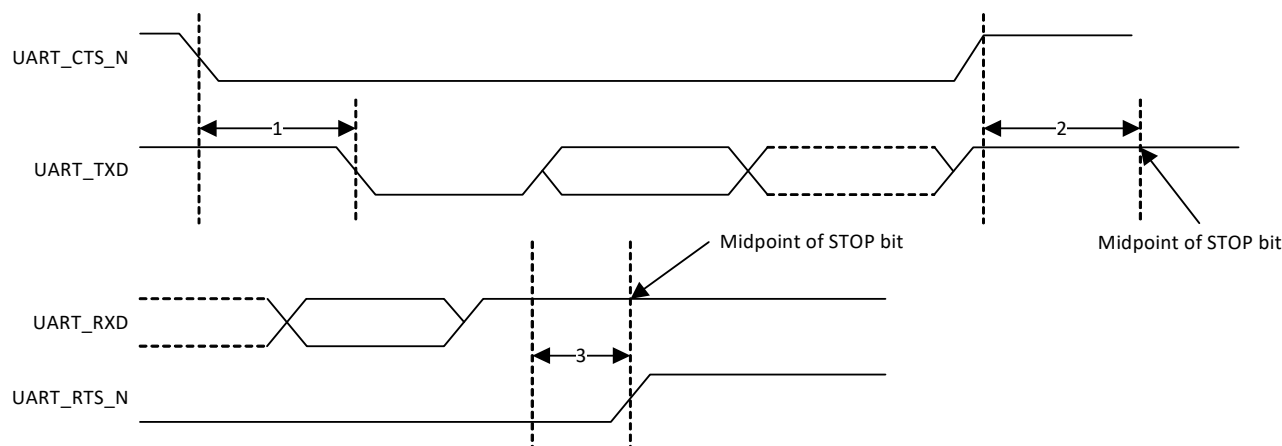 UART_CTS_N
1
2
UART_TXD
Midpoint of STOP bit
Midpoint of STOP bit
UART_RXD
3
UART_RTS_N